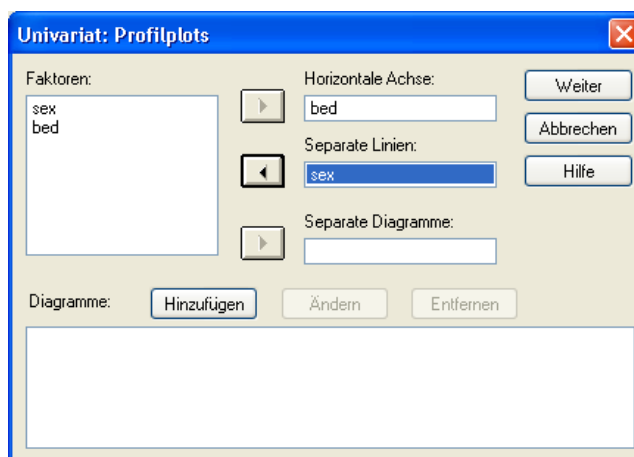 Univariat: Profilplots
Faktoren:
sex
bed
Horizontale Achse:
bed
Separate Linien:
sex
Separate Diagramme:
Weiter
Abbrechen
Hilfe
Diagramme:
Hinzufügen
Ändern
Entfernen